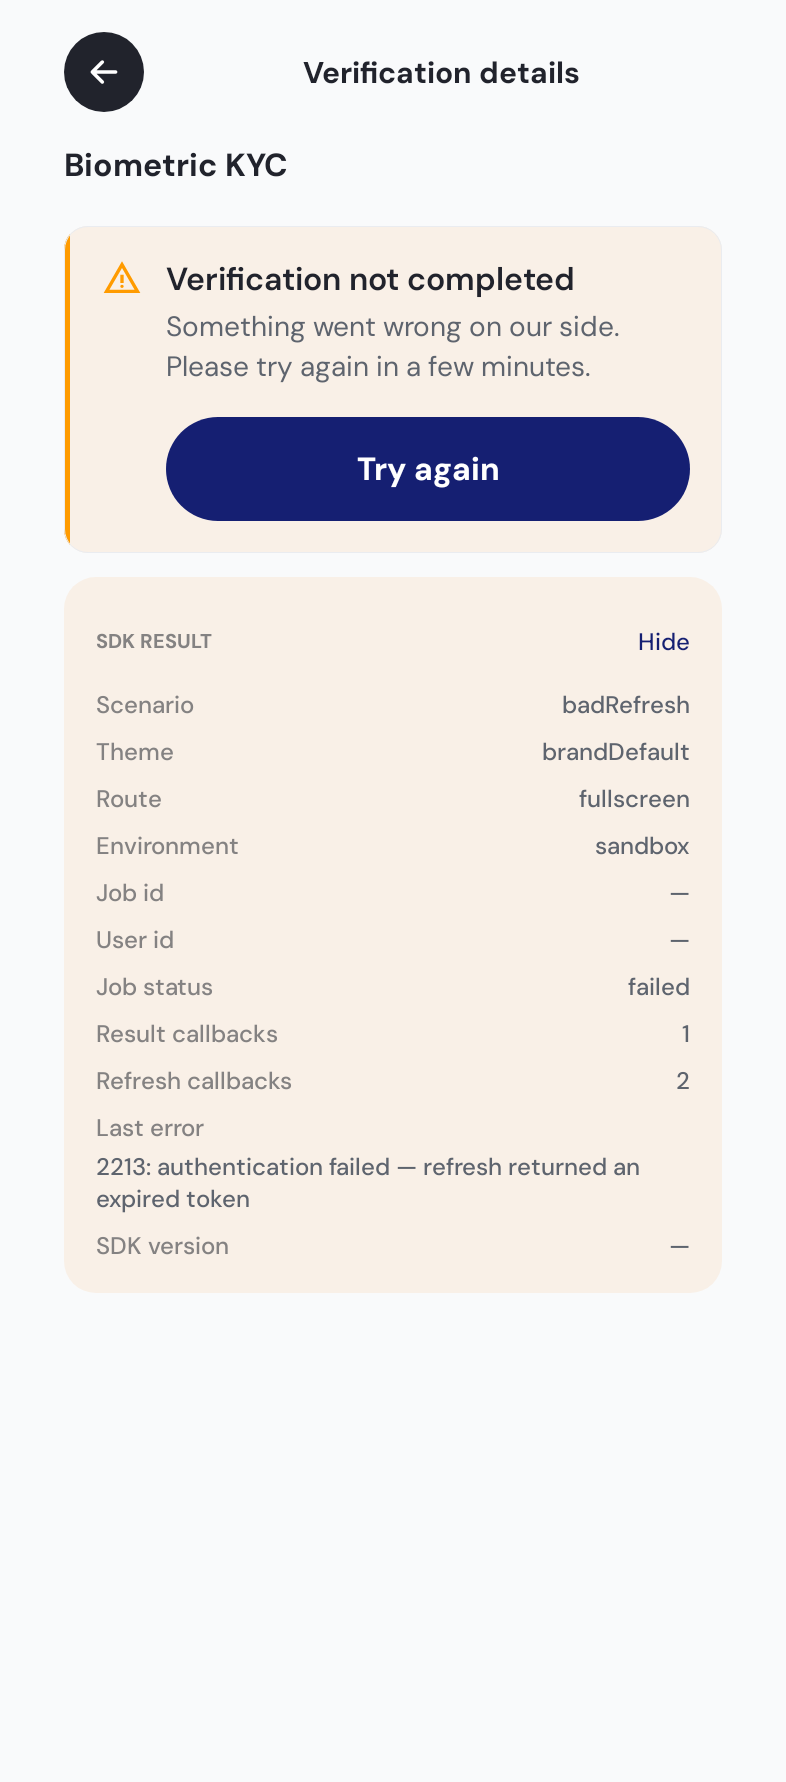 Verification details
Biometric KYC
Verification not completed
Something went wrong on our side.
Please try again in a few minutes.
Try again
SDK RESULT Hide
Scenario badRefresh
Theme brandDefault
Route fullscreen
Environment sandbox
Job id —
User id —
Job status failed
Result callbacks 1
Refresh callbacks 2
Last error
2213: authentication failed — refresh returned an
expired token
SDK version —